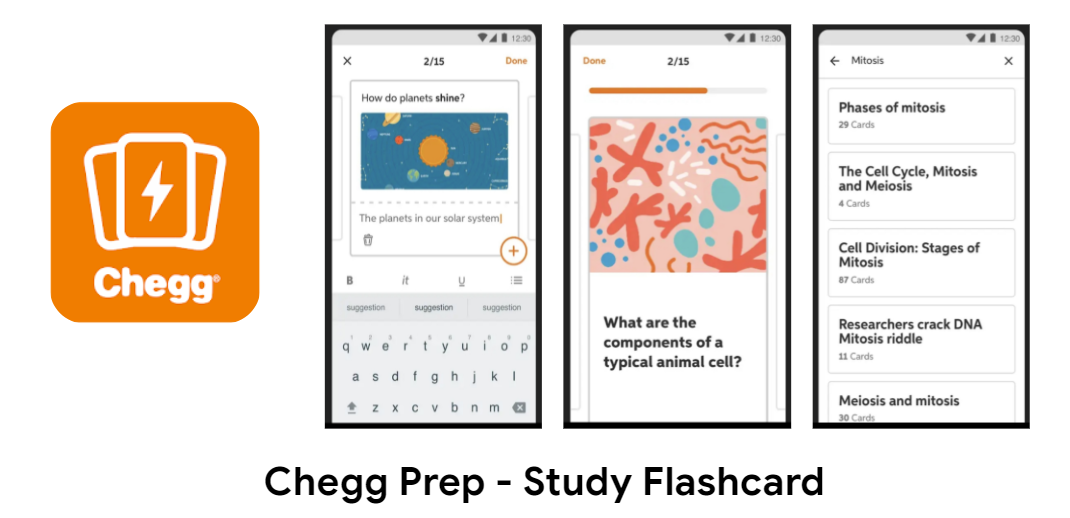 Chegg®
12:30
2/15
Done
How do planets shine?
The planets in our solar system
B it U
suggestion suggestion suggestion
q w e r t y u i o p
a s d f g h j k l
z x c v b n m
12:30
Done 2/15
What are the
components of a
typical animal cell?
12:30
Mitosis
Phases of mitosis
29 Cards
The Cell Cycle, Mitosis
and Meiosis
4 Cards
Cell Division: Stages of
Mitosis
87 Cards
Researchers crack DNA
Mitosis riddle
11 Cards
Meiosis and mitosis
30 Cards
Chegg Prep - Study Flashcard